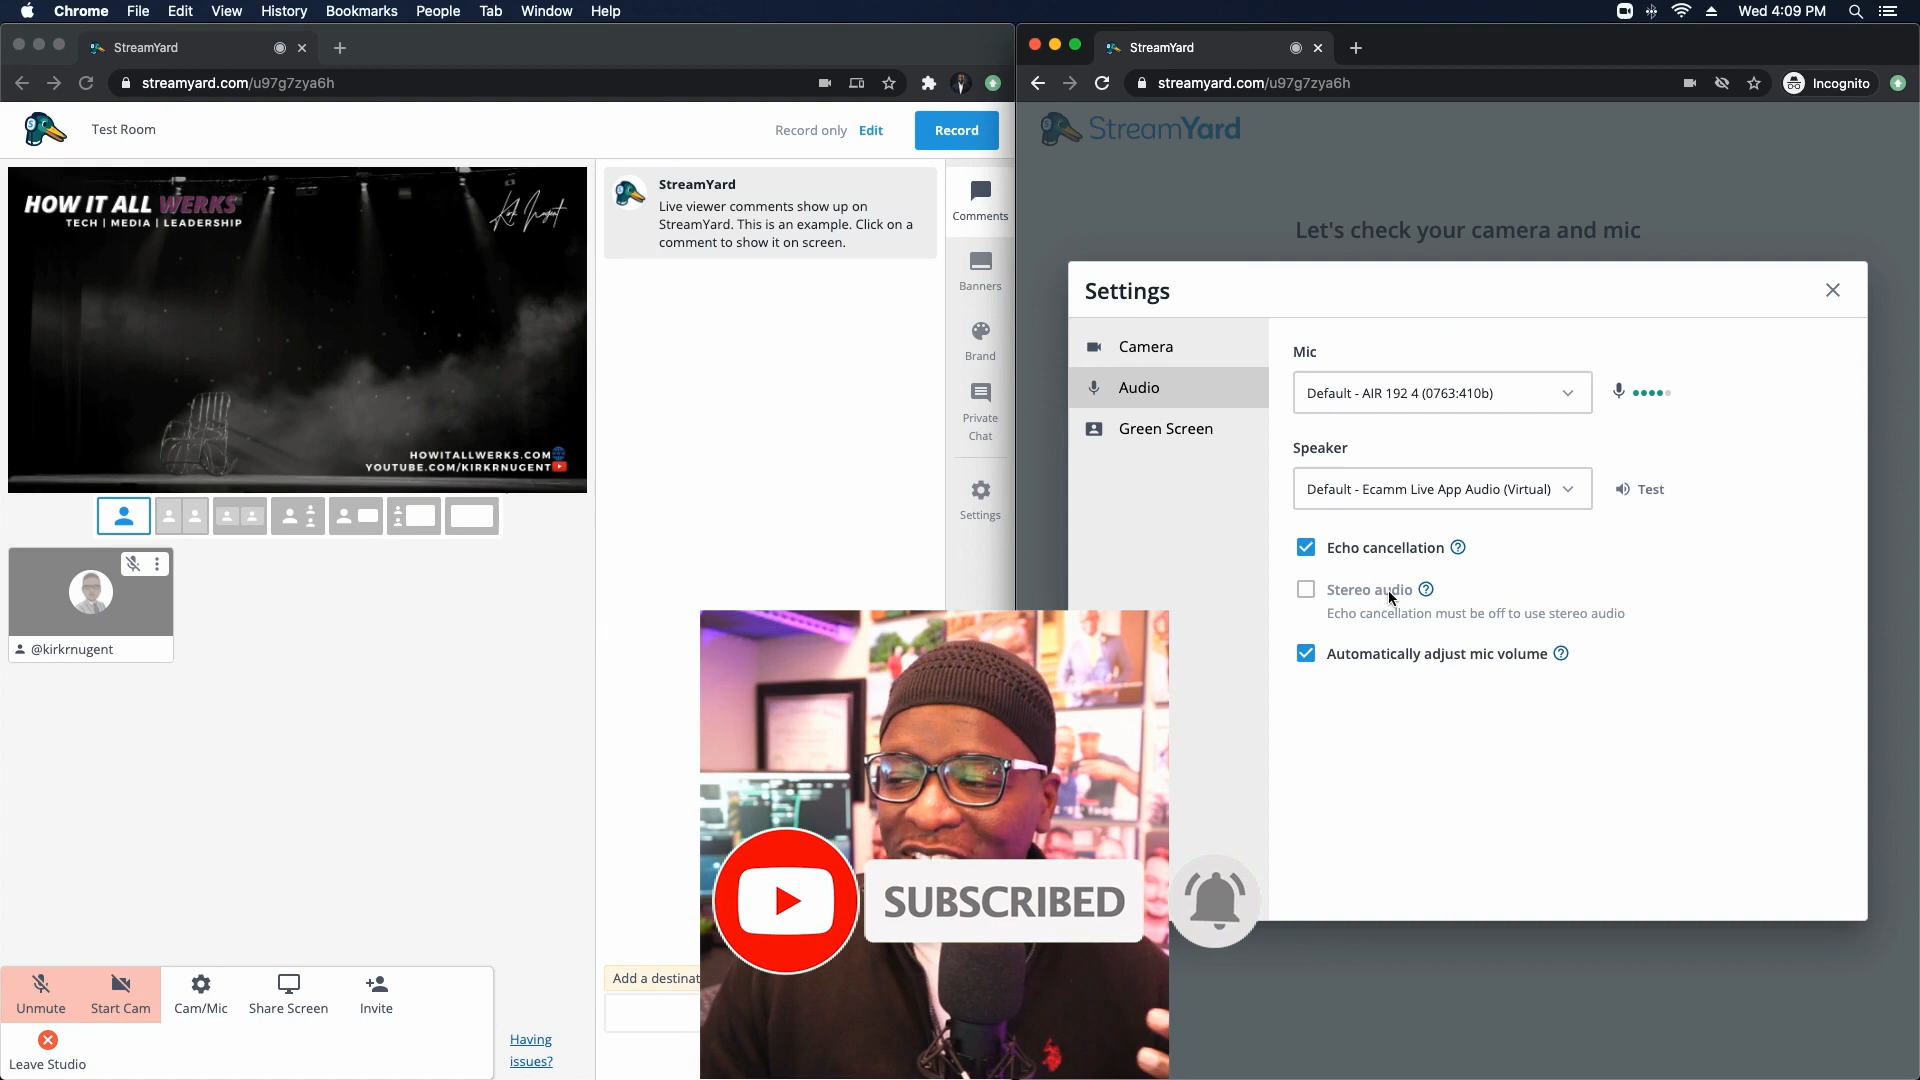 Chrome File Edit View History Bookmarks People Tab Window Help
Wed 4:09 PM
StreamYard
streamyard.com/u97g7zya6h
Test Room
Record only Edit Record
HOW IT ALL WERKS
TECH | MEDIA | LEADERSHIP
Kirk Nugent
HOWITALLWERKS.COM
YOUTUBE.COM/KIRKRNUGENT
@kirkrnugent
StreamYard
Live viewer comments show up on
StreamYard. This is an example. Click on a
comment to show it on screen.
Comments
Banners
Brand
Private
Chat
Settings
Add a destinat
Unmute
Start Cam
Cam/Mic
Share Screen
Invite
Leave Studio
Having
issues?
StreamYard
streamyard.com/u97g7zya6h
Incognito
StreamYard
Let's check your camera and mic
Settings
Camera
Audio
Green Screen
Mic
Default - AIR 192 4 (0763:410b)
Speaker
Default - Ecamm Live App Audio (Virtual)
Test
Echo cancellation
Stereo audio
Echo cancellation must be off to use stereo audio
Automatically adjust mic volume
SUBSCRIBED